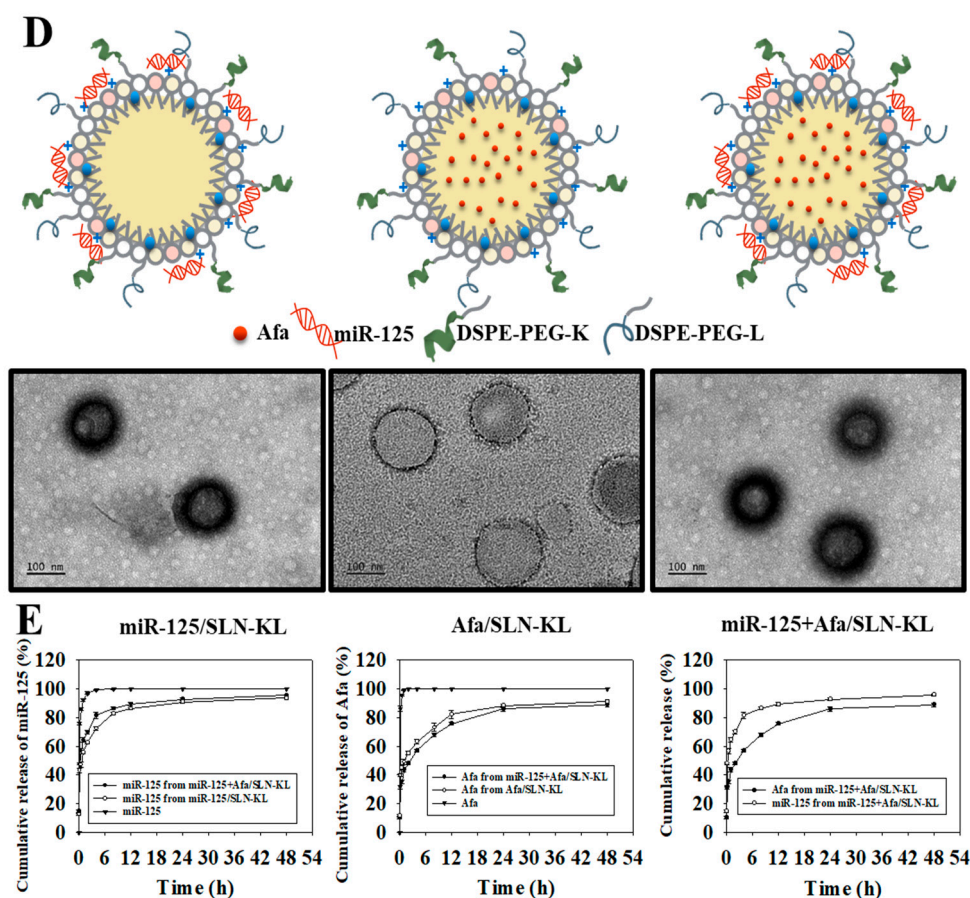 D
Afa miR-125 DSPE-PEG-K DSPE-PEG-L
100 nm
100 nm
100 nm
E
miR-125/SLN-KL
Cumulative release of miR-125 (%)
120
100
80
60
40
20
0
miR-125 from miR-125+Afa/SLN-KL
miR-125 from miR-125/SLN-KL
miR-125
0 6 12 18 24 30 36 42 48 54
Time (h)
Afa/SLN-KL
Cumulative release of Afa (%)
120
100
80
60
40
20
0
Afa from miR-125+Afa/SLN-KL
Afa from Afa/SLN-KL
Afa
0 6 12 18 24 30 36 42 48 54
Time (h)
miR-125+Afa/SLN-KL
Cumulative release (%)
120
100
80
60
40
20
0
Afa from miR-125+Afa/SLN-KL
miR-125 from miR-125+Afa/SLN-KL
0 6 12 18 24 30 36 42 48 54
Time (h)